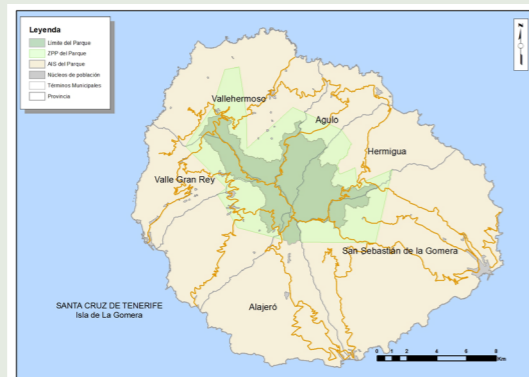 Leyenda
Límite del Parque
ZPP del Parque
AIS del Parque
Núcleos de población
Términos Municipales
Provincia
N
Vallehermoso
Agulo
Hermigua
Valle Gran Rey
San Sebastián de la Gomera
SANTA CRUZ DE TENERIFE
Isla de La Gomera
Alajeró
0 1 2 4 6 8
Km